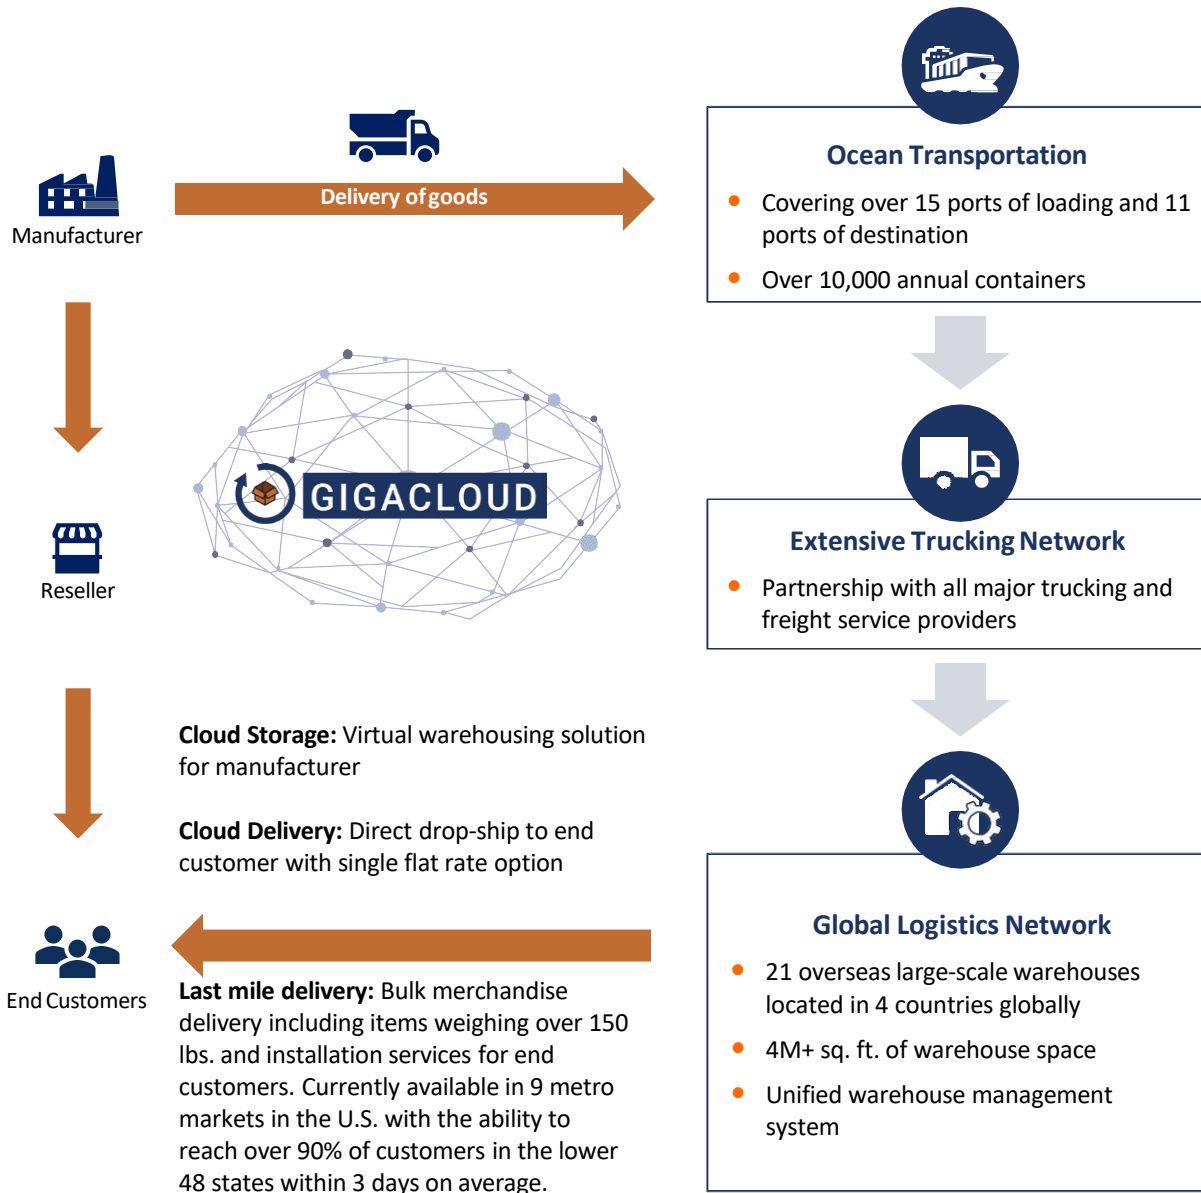 Manufacturer
Delivery of goods
Ocean Transportation
• Covering over 15 ports of loading and 11
ports of destination
• Over 10,000 annual containers
GIGACLOUD
Reseller
Extensive Trucking Network
• Partnership with all major trucking and
freight service providers
Cloud Storage: Virtual warehousing solution
for manufacturer
Cloud Delivery: Direct drop-ship to end
customer with single flat rate option
End Customers
Last mile delivery: Bulk merchandise
delivery including items weighing over 150
lbs. and installation services for end
customers. Currently available in 9 metro
markets in the U.S. with the ability to
reach over 90% of customers in the lower
48 states within 3 days on average.
Global Logistics Network
• 21 overseas large-scale warehouses
located in 4 countries globally
• 4M+ sq. ft. of warehouse space
• Unified warehouse management
system